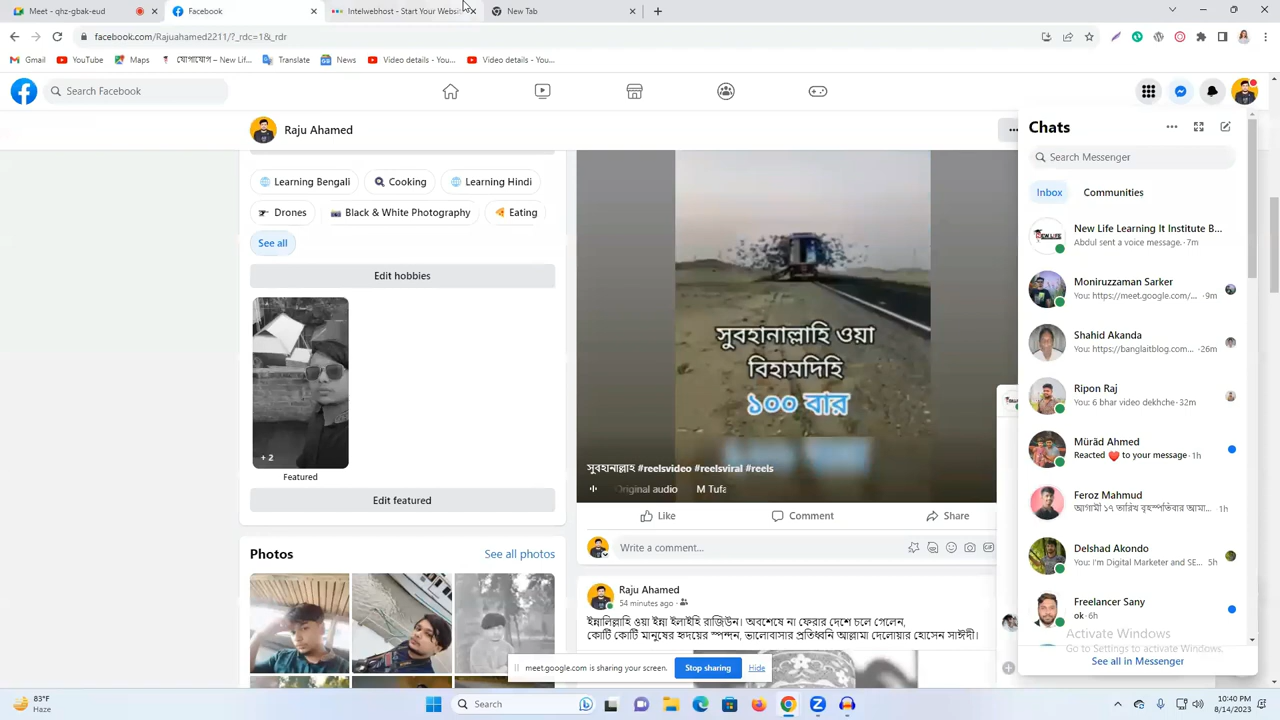 Meet - qhz-gbak-eud
Facebook
Intelwebhost - Start Your Websit
New Tab
facebook.com/Rajuahamed2211/?_rdc=1&_rdr
Gmail
YouTube
Maps
যোগাযোগ – New Lif...
Translate
News
Video details - You...
Video details - You...
Search Facebook
Raju Ahamed
Learning Bengali
Cooking
Learning Hindi
Drones
Black & White Photography
Eating
See all
Edit hobbies
+ 2
Featured
Edit featured
Photos
See all photos
সুবহানাল্লাহি ওয়া
বিহামদিহি
১০০ বার
সুবহানাল্লাহ #reelsvideo #reelsviral #reels
Original audio
M Tufa
Like
Comment
Share
Write a comment...
Raju Ahamed
54 minutes ago
ইন্নালিল্লাহি ওয়া ইন্না ইলাইহি রাজিউন। অবশেষে না ফেরার দেশে চলে গেলেন,
কোটি কোটি মানুষের হৃদয়ের স্পন্দন, ভালোবাসার প্রতিধ্বনি আল্লামা দেলোয়ার হোসেন সাঈদী।
Chats
Search Messenger
Inbox
Communities
New Life Learning It Institute B...
Abdul sent a voice message. · 7m
Moniruzzaman Sarker
You: https://meet.google.com/... · 9m
Shahid Akanda
You: https://banglaitblog.com... · 26m
Ripon Raj
You: 6 bhar video dekhche · 32m
Mürãd Ahmed
Reacted ❤ to your message · 1h
Feroz Mahmud
আগামী ১৭ তারিখ বৃহস্পতিবার আমা... · 1h
Delshad Akondo
You: I'm Digital Marketer and SE... · 5h
Freelancer Sany
ok · 6h
Activate Windows
Go to Settings to activate Windows.
See all in Messenger
meet.google.com is sharing your screen.
Stop sharing
Hide
83°F
Haze
Search
10:40 PM
8/14/2023